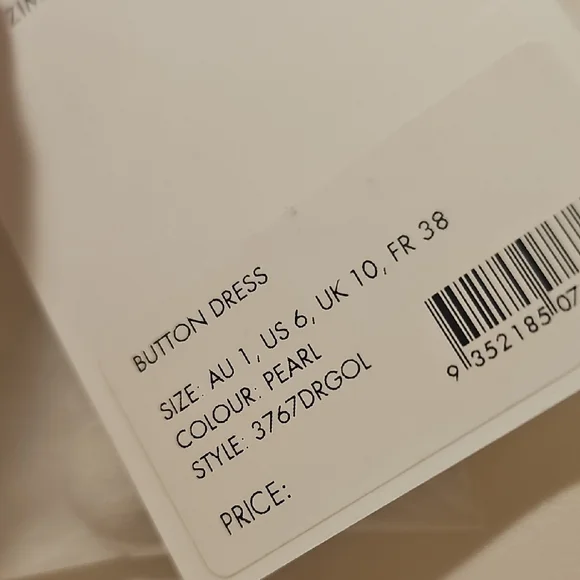 BUTTON DRESS
SIZE: AU 1, US 6, UK 10, FR 38
COLOUR: PEARL
STYLE: 3767DRGOL
PRICE:
9 352185 07